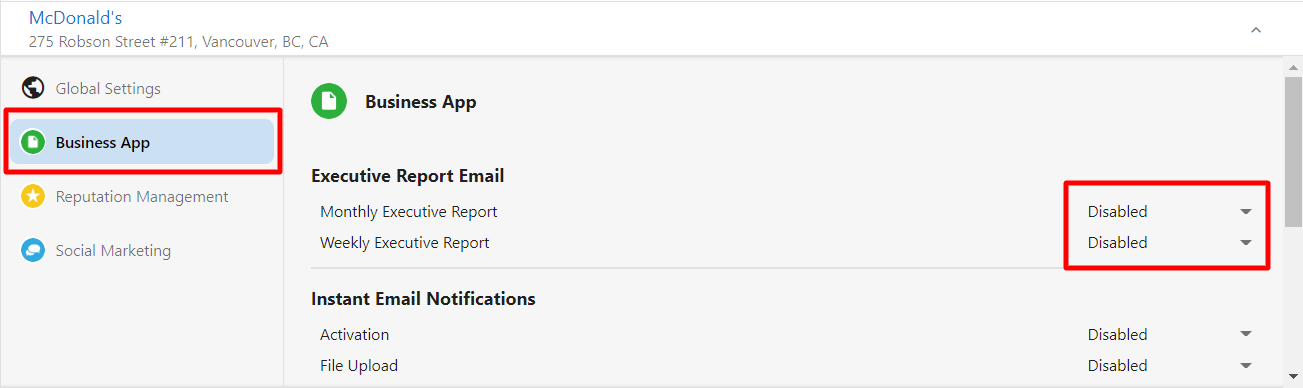 McDonald's
275 Robson Street #211, Vancouver, BC, CA
Global Settings
Business App
Reputation Management
Social Marketing
Business App
Executive Report Email
Monthly Executive Report Disabled
Weekly Executive Report Disabled
Instant Email Notifications
Activation Disabled
File Upload Disabled